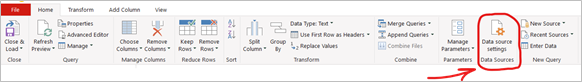 File Home Transform Add Column View
Close & Load
Refresh Preview
Properties
Advanced Editor
Manage
Choose Columns
Remove Columns
Keep Rows
Remove Rows
Split Column
Group By
Data Type: Text
Use First Row as Headers
Replace Values
Merge Queries
Append Queries
Combine Files
Manage Parameters
Data source settings
New Source
Recent Sources
Enter Data
Close Query Manage Columns Reduce Rows Sort Transform Combine Parameters Data Sources New Query